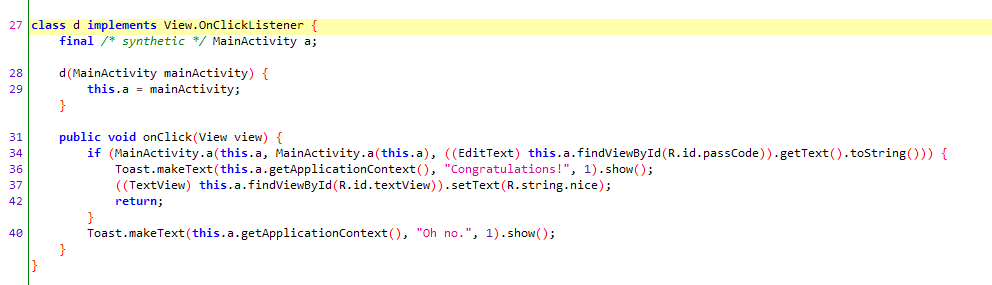 27 class d implements View.OnClickListener {
final /* synthetic */ MainActivity a;
28 d(MainActivity mainActivity) {
29 this.a = mainActivity;
}
31 public void onClick(View view) {
34 if (MainActivity.a(this.a, MainActivity.a(this.a), ((EditText) this.a.findViewById(R.id.passCode)).getText().toString())) {
36 Toast.makeText(this.a.getApplicationContext(), "Congratulations!", 1).show();
37 ((TextView) this.a.findViewById(R.id.textView)).setText(R.string.nice);
42 return;
}
40 Toast.makeText(this.a.getApplicationContext(), "Oh no.", 1).show();
}
}